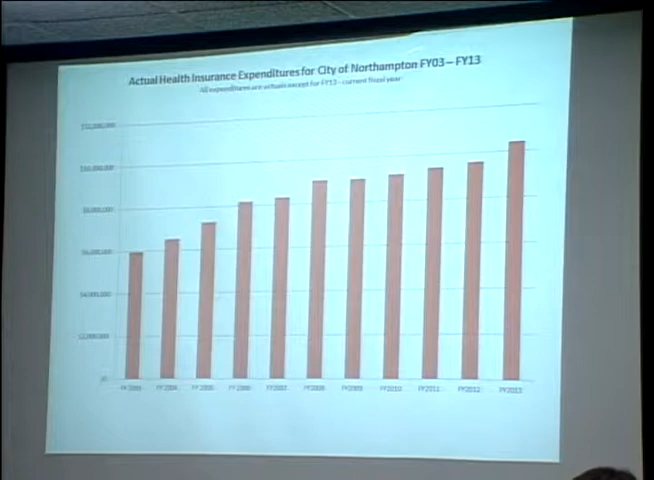 Actual Health Insurance Expenditures for City of Northampton FY03 – FY13
All expenditures are actuals except for FY13 - current fiscal year
$12,000,000
$10,000,000
$8,000,000
$6,000,000
$4,000,000
$2,000,000
FY2003 FY2004 FY2005 FY2006 FY2007 FY2008 FY2009 FY2010 FY2011 FY2012 FY2013